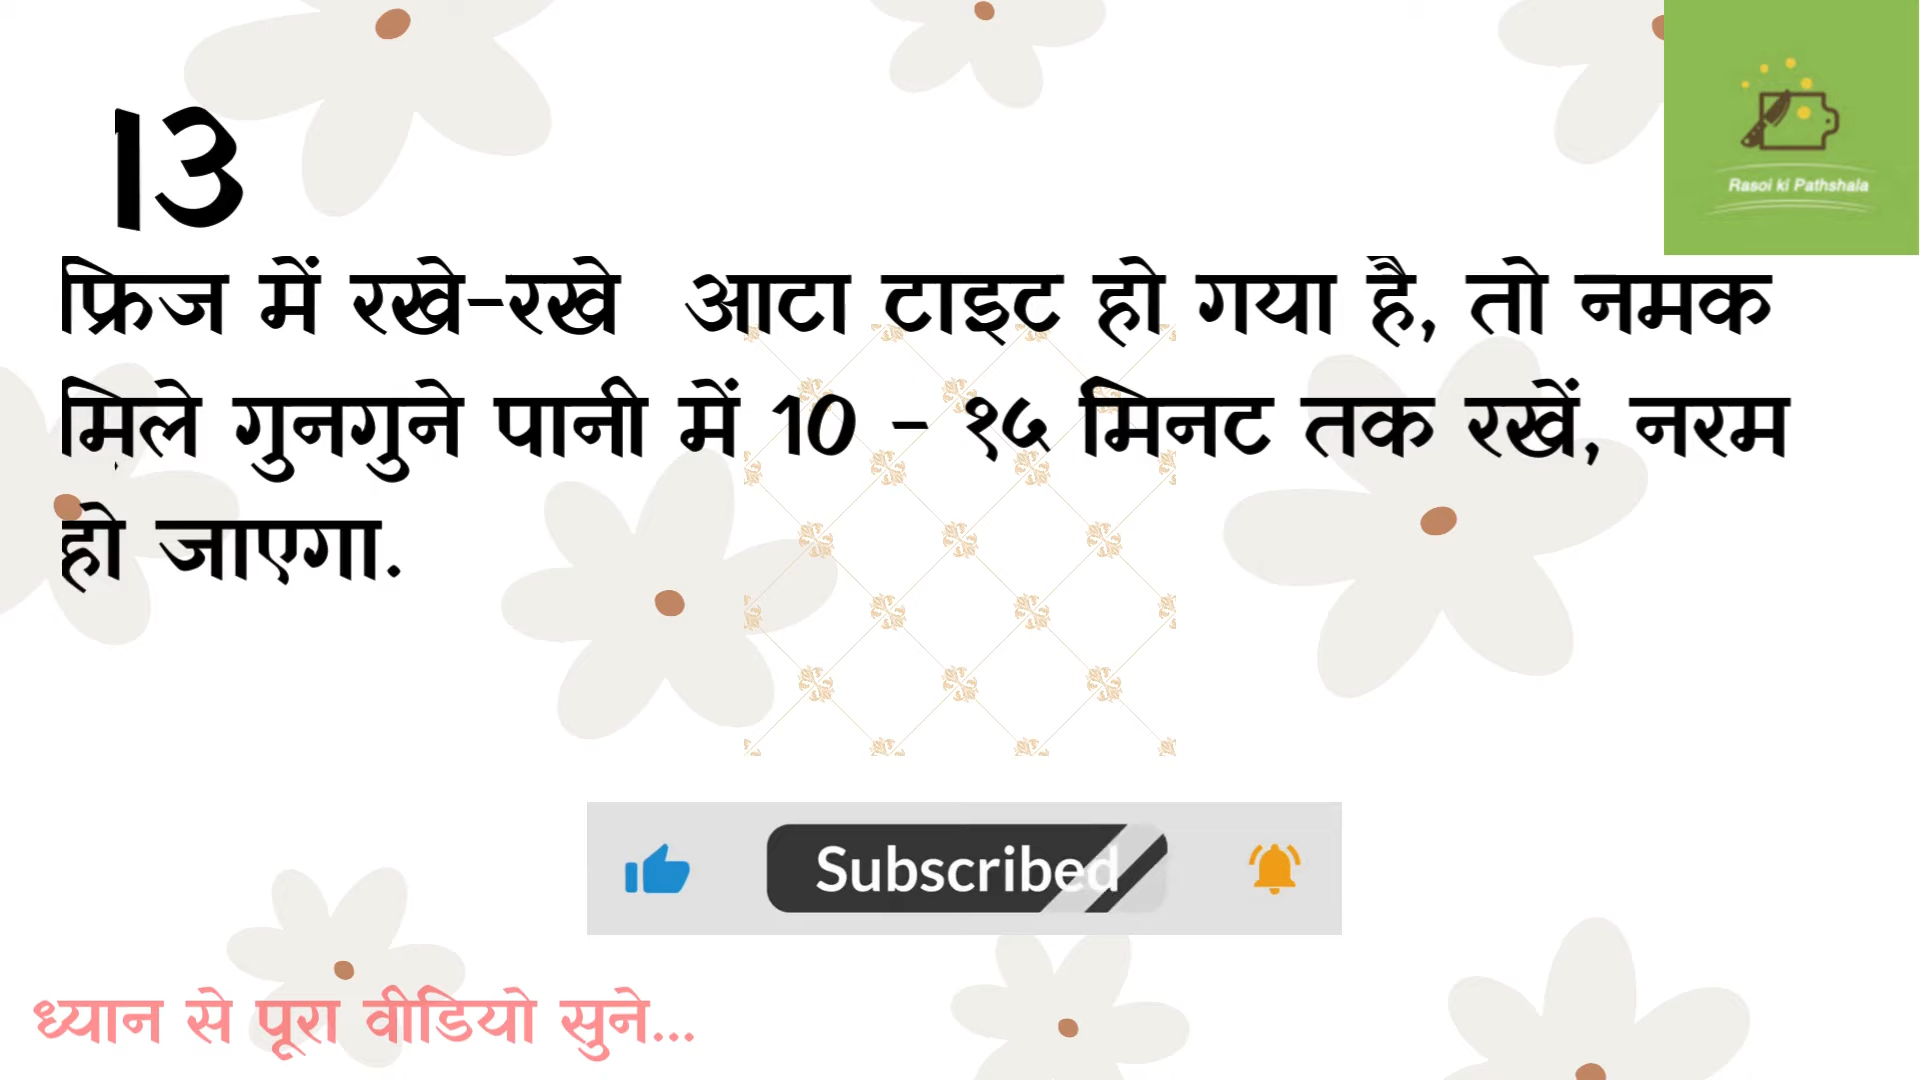 13
Rasoi ki Pathshala
फ्रिज में रखे-रखे आटा टाइट हो गया है, तो नमक
मिले गुनगुने पानी में 10 - १५ मिनट तक रखें, नरम
हो जाएगा.
Subscribed
ध्यान से पूरा वीडियो सुने...